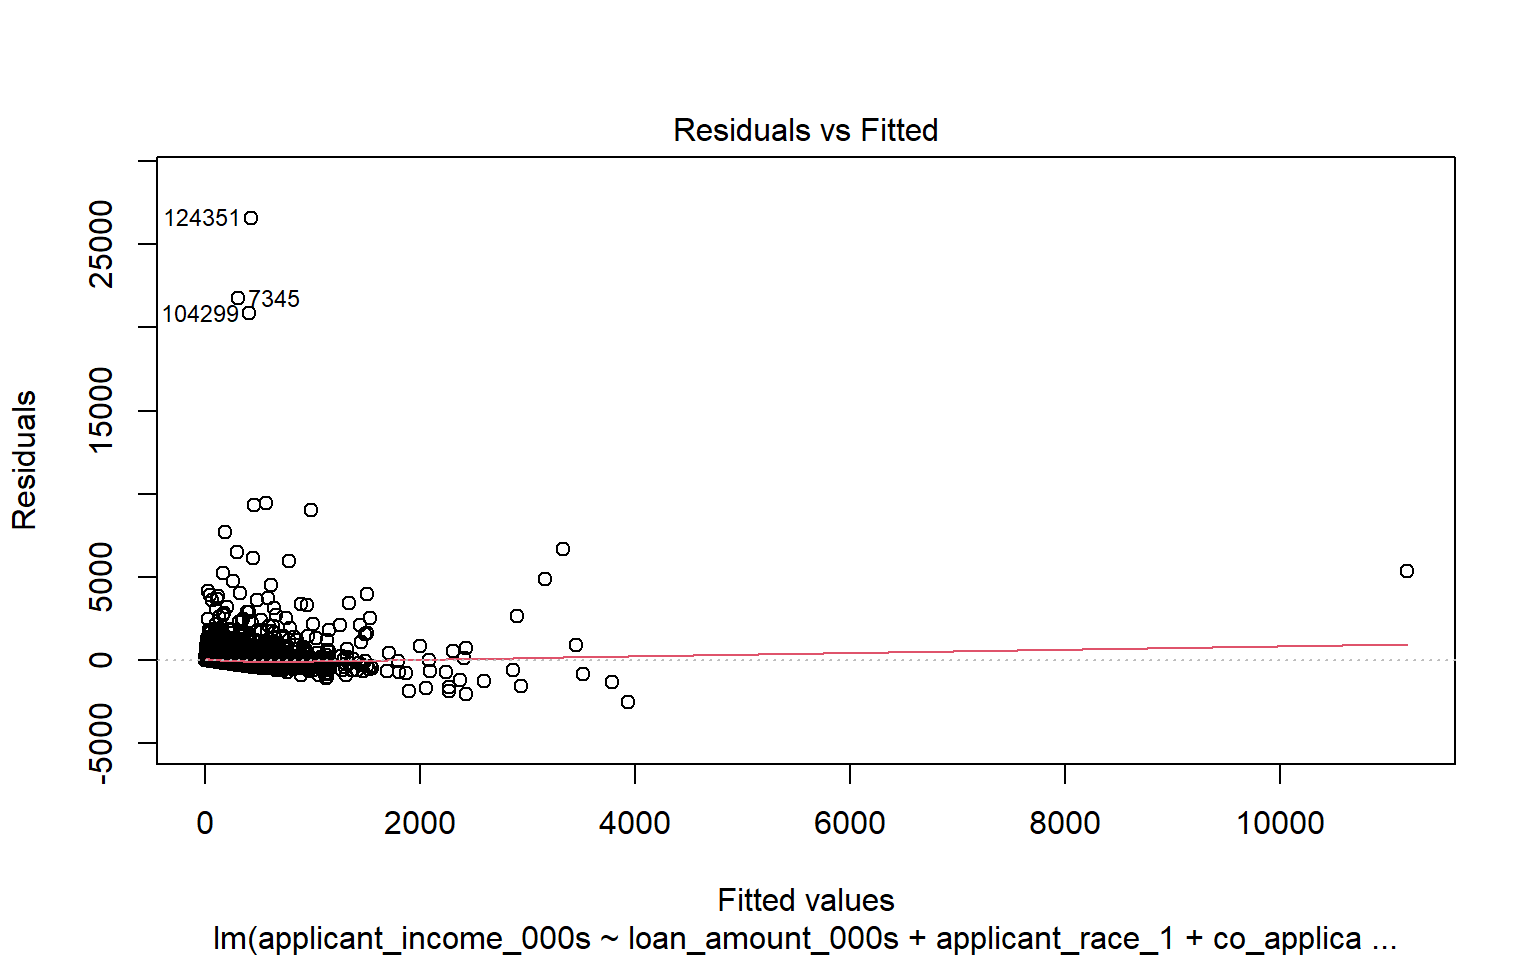 Residuals vs Fitted
124351
7345
104299
25000
15000
5000
0
-5000
Residuals
0 2000 4000 6000 8000 10000
Fitted values
lm(applicant_income_000s ~ loan_amount_000s + applicant_race_1 + co_applica ...